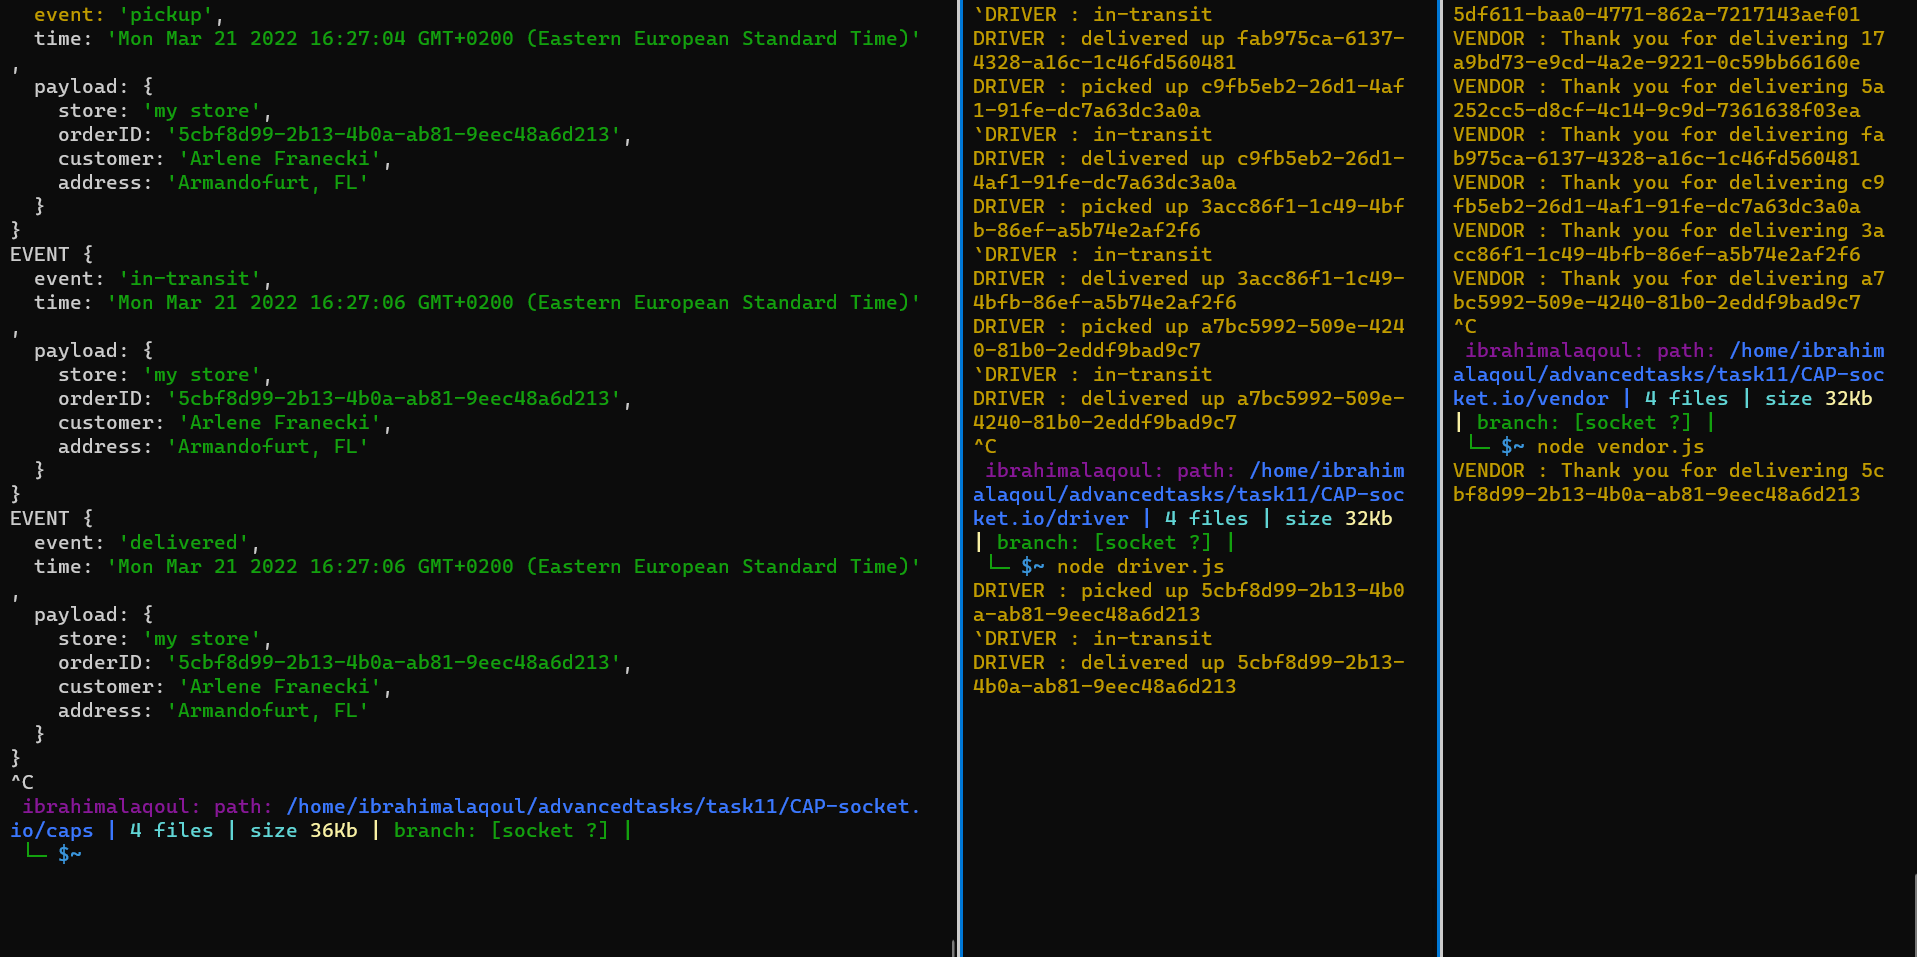 event: 'pickup',
time: 'Mon Mar 21 2022 16:27:04 GMT+0200 (Eastern European Standard Time)'
,
payload: {
store: 'my store',
orderID: '5cbf8d99-2b13-4b0a-ab81-9eec48a6d213',
customer: 'Arlene Franecki',
address: 'Armandofurt, FL'
}
}
EVENT {
event: 'in-transit',
time: 'Mon Mar 21 2022 16:27:06 GMT+0200 (Eastern European Standard Time)'
,
payload: {
store: 'my store',
orderID: '5cbf8d99-2b13-4b0a-ab81-9eec48a6d213',
customer: 'Arlene Franecki',
address: 'Armandofurt, FL'
}
}
EVENT {
event: 'delivered',
time: 'Mon Mar 21 2022 16:27:06 GMT+0200 (Eastern European Standard Time)'
,
payload: {
store: 'my store',
orderID: '5cbf8d99-2b13-4b0a-ab81-9eec48a6d213',
customer: 'Arlene Franecki',
address: 'Armandofurt, FL'
}
}
^C
ibrahimalaqoul: path: /home/ibrahimalaqoul/advancedtasks/task11/CAP-socket.
io/caps | 4 files | size 36Kb | branch: [socket ?] |
└─ $~
`DRIVER : in-transit
DRIVER : delivered up fab975ca-6137-
4328-a16c-1c46fd560481
DRIVER : picked up c9fb5eb2-26d1-4af
1-91fe-dc7a63dc3a0a
`DRIVER : in-transit
DRIVER : delivered up c9fb5eb2-26d1-
4af1-91fe-dc7a63dc3a0a
DRIVER : picked up 3acc86f1-1c49-4bf
b-86ef-a5b74e2af2f6
`DRIVER : in-transit
DRIVER : delivered up 3acc86f1-1c49-
4bfb-86ef-a5b74e2af2f6
DRIVER : picked up a7bc5992-509e-424
0-81b0-2eddf9bad9c7
`DRIVER : in-transit
DRIVER : delivered up a7bc5992-509e-
4240-81b0-2eddf9bad9c7
^C
ibrahimalaqoul: path: /home/ibrahim
alaqoul/advancedtasks/task11/CAP-soc
ket.io/driver | 4 files | size 32Kb
| branch: [socket ?] |
└─ $~ node driver.js
DRIVER : picked up 5cbf8d99-2b13-4b0
a-ab81-9eec48a6d213
`DRIVER : in-transit
DRIVER : delivered up 5cbf8d99-2b13-
4b0a-ab81-9eec48a6d213
5df611-baa0-4771-862a-7217143aef01
VENDOR : Thank you for delivering 17
a9bd73-e9cd-4a2e-9221-0c59bb66160e
VENDOR : Thank you for delivering 5a
252cc5-d8cf-4c14-9c9d-7361638f03ea
VENDOR : Thank you for delivering fa
b975ca-6137-4328-a16c-1c46fd560481
VENDOR : Thank you for delivering c9
fb5eb2-26d1-4af1-91fe-dc7a63dc3a0a
VENDOR : Thank you for delivering 3a
cc86f1-1c49-4bfb-86ef-a5b74e2af2f6
VENDOR : Thank you for delivering a7
bc5992-509e-4240-81b0-2eddf9bad9c7
^C
ibrahimalaqoul: path: /home/ibrahim
alaqoul/advancedtasks/task11/CAP-soc
ket.io/vendor | 4 files | size 32Kb
| branch: [socket ?] |
└─ $~ node vendor.js
VENDOR : Thank you for delivering 5c
bf8d99-2b13-4b0a-ab81-9eec48a6d213